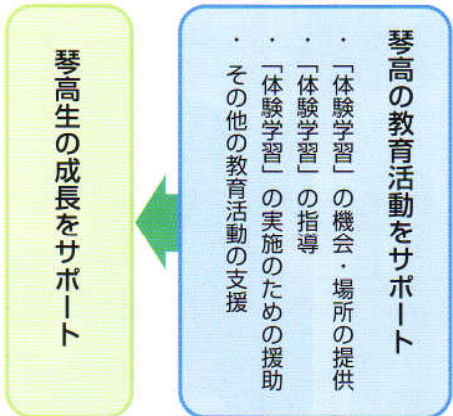 琴高の教育活動をサポート
・「体験学習」の機会・場所の提供
・「体験学習」の指導
・「体験学習」の実施のための援助
・その他の教育活動の支援
琴高生の成長をサポート